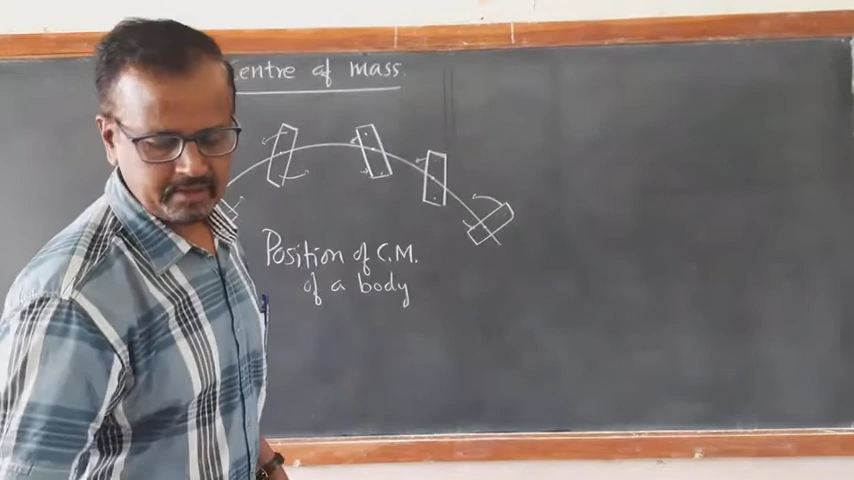 entre of Mass.
Position of C.M.
of a body,